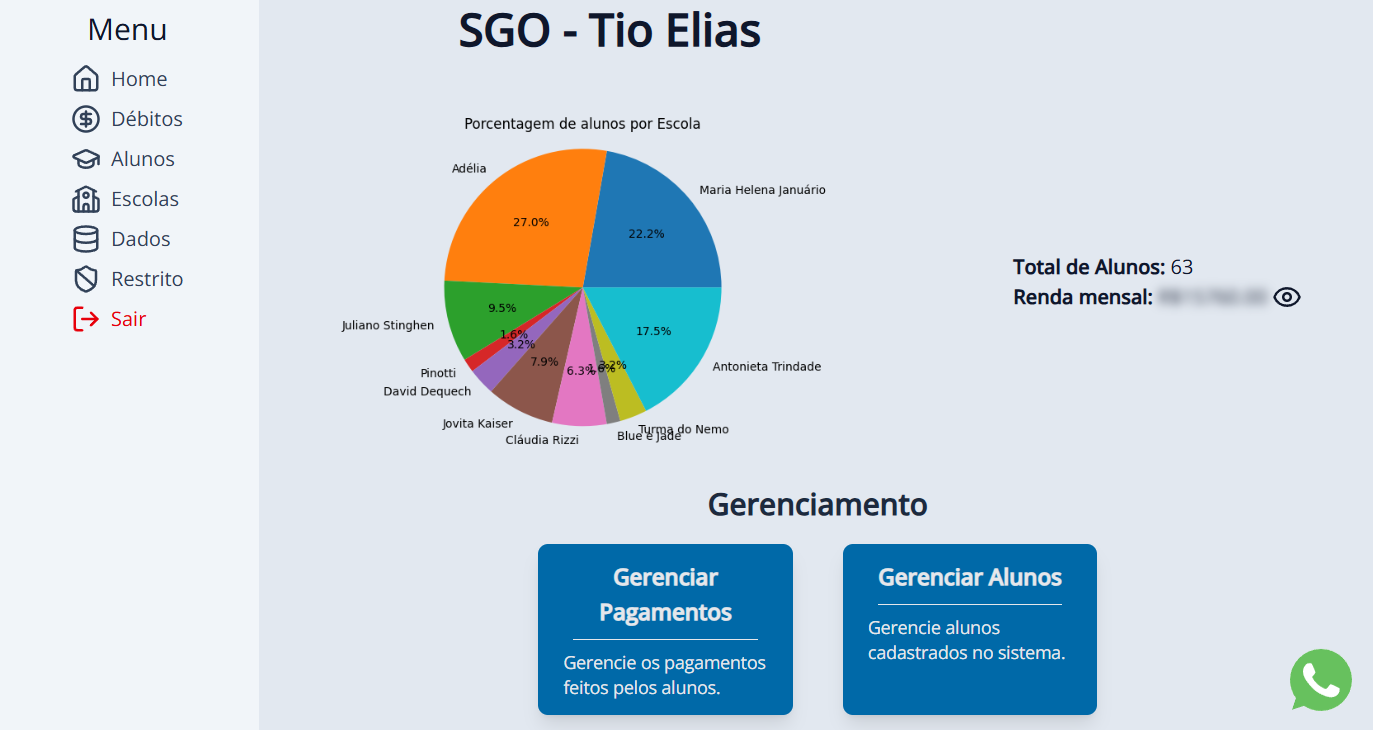 Menu
Home
Débitos
Alunos
Escolas
Dados
Restrito
Sair
SGO - Tio Elias
Porcentagem de alunos por Escola
Adélia
Maria Helena Januário
27.0%
22.2%
9.5%
Juliano Stinghen
1.6%
3.2%
17.5%
7.9%
6.3%
1.6%
3.2%
Pinotti
David Dequech
Antonieta Trindade
Jovita Kaiser
Cláudia Rizzi
Turma do Nemo
Blue e Jade
Total de Alunos: 63
Renda mensal:
Gerenciamento
Gerenciar
Pagamentos
Gerencie os pagamentos
feitos pelos alunos.
Gerenciar Alunos
Gerencie alunos
cadastrados no sistema.